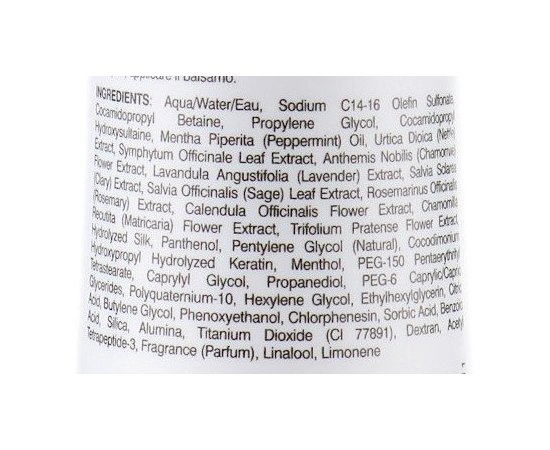 Applicare il balsamo.
INGREDIENTS: Aqua/Water/Eau, Sodium C14-16 Olefin Sulfonate,
Cocamidopropyl Betaine, Propylene Glycol, Cocamidopropyl
Hydroxysultaine, Mentha Piperita (Peppermint) Oil, Urtica Dioica
Extract, Symphytum Officinale Leaf Extract, Anthemis Nobilis (Chamomile)
Flower Extract, Lavandula Angustifolia (Lavender) Extract, Salvia Sclarea
(Clary) Extract, Salvia Officinalis (Sage) Leaf Extract, Rosmarinus Officinalis
(Rosemary) Extract, Calendula Officinalis Flower Extract, Chamomilla
Recutita (Matricaria) Flower Extract, Trifolium Pratense Flower Extract,
Hydrolyzed Silk, Panthenol, Pentylene Glycol (Natural), Cocodimonium
Hydroxypropyl Hydrolyzed Keratin, Menthol, PEG-150 Pentaerythrityl
Tetrastearate, Caprylyl Glycol, Propanediol, PEG-6 Caprylic/Capric
Glycerides, Polyquaternium-10, Hexylene Glycol, Ethylhexylglycerin, Citric
Acid, Butylene Glycol, Phenoxyethanol, Chlorphenesin, Sorbic Acid, Benzoic
Acid, Silica, Alumina, Titanium Dioxide (CI 77891), Dextran, Acetyl
Tetrapeptide-3, Fragrance (Parfum), Linalool, Limonene